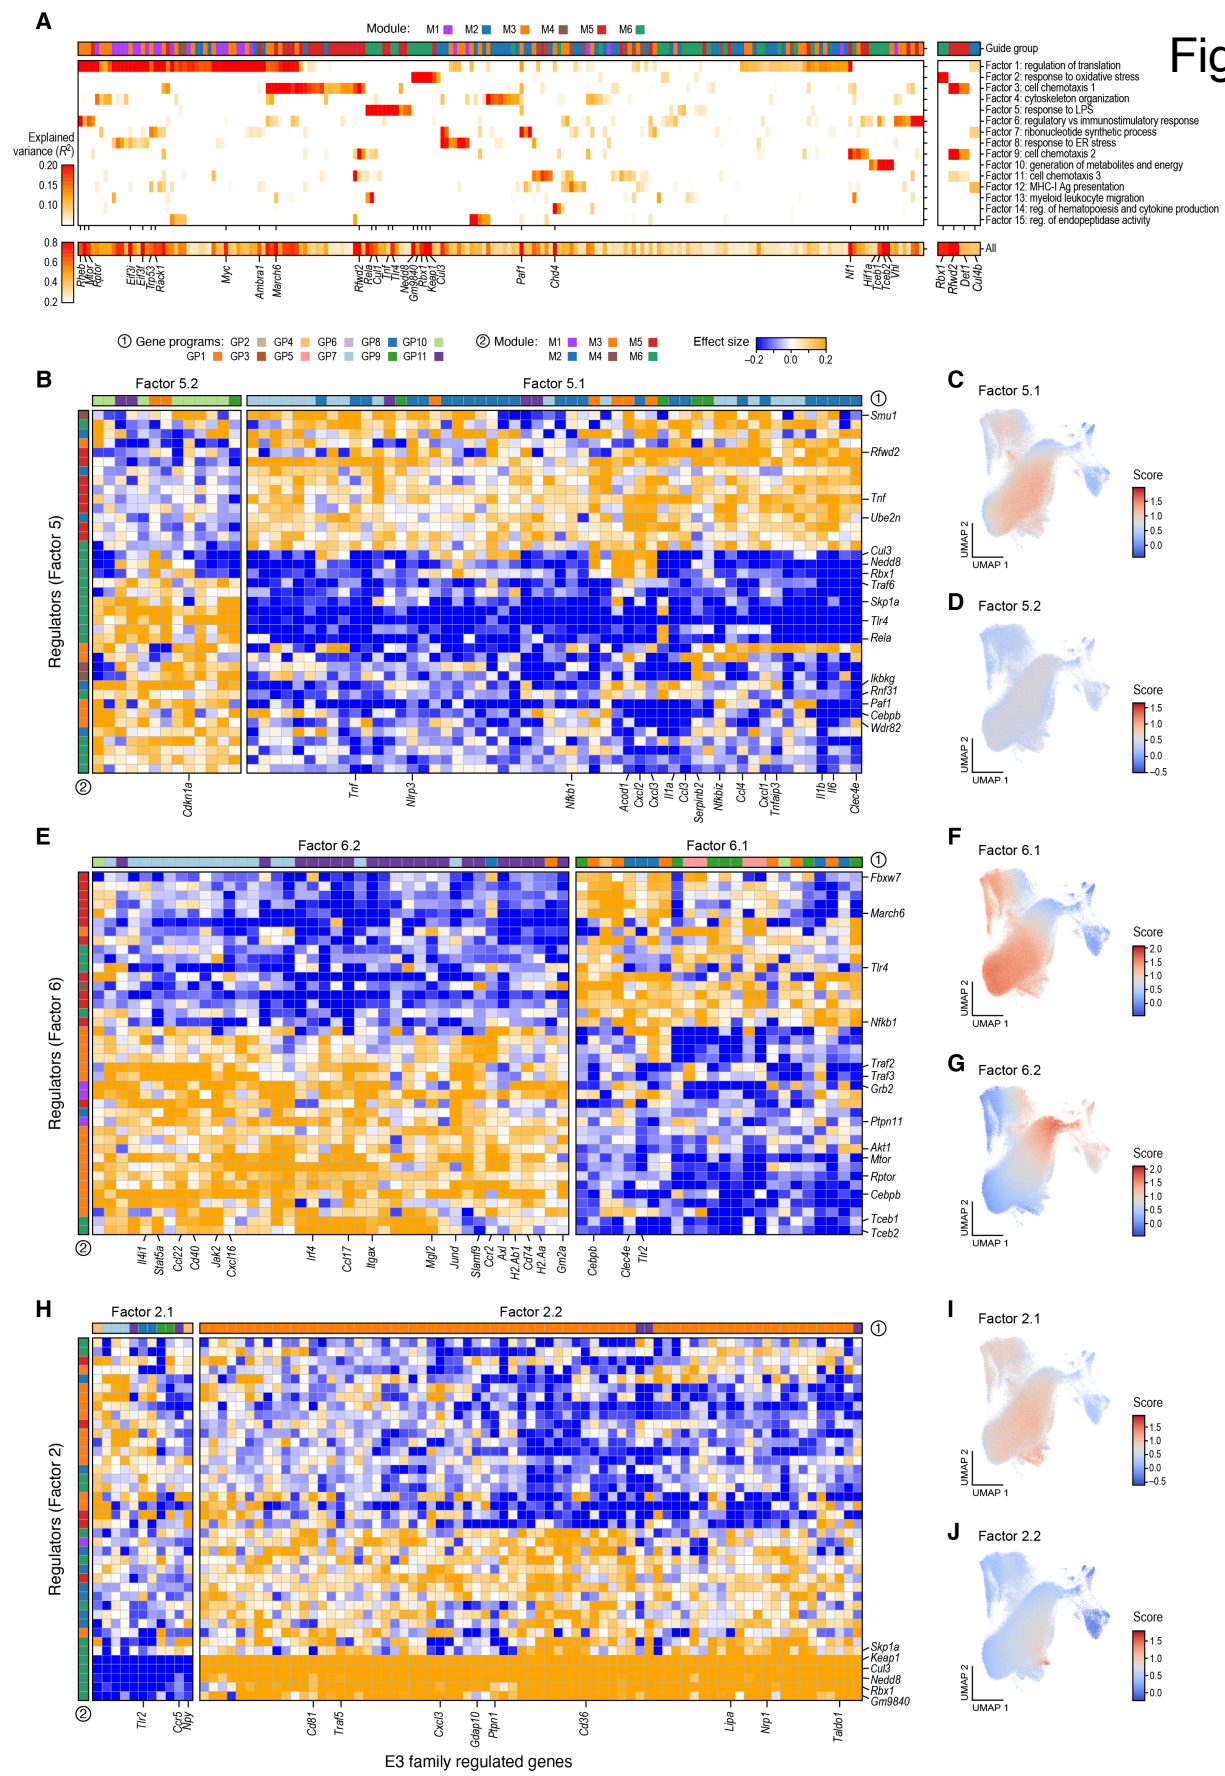 A
Module: M1 M2 M3 M4 M5 M6
Fig
Guide group
Factor 1: regulation of translation
Factor 2: response to oxidative stress
Factor 3: cell chemotaxis 1
Factor 4: cytoskeleton organization
Factor 5: response to LPS
Factor 6: regulatory vs immunostimulatory response
Factor 7: ribonucleotide synthetic process
Factor 8: response to ER stress
Factor 9: cell chemotaxis 2
Factor 10: generation of metabolites and energy
Factor 11: cell chemotaxis 3
Factor 12: MHC-I Ag presentation
Factor 13: myeloid leukocyte migration
Factor 14: reg. of hematopoiesis and cytokine production
Factor 15: reg. of endopeptidase activity
Explained
variance (R²)
0.20
0.15
0.10
0.8
0.6
0.4
0.2
All
Rheb Mtor Rptor Eif3i Eif3f Trp53 Rack1 Myc Ambra1 March6 Rfwd2 Rela Cul1 Tnf Tlr4 Nedd8 Gm9840 Rbx1 Keap1 Cul3 Paf1 Chd4 Nf1 Hif1a Tceb1 Tceb2 Vhl
Rbx1 Rfwd2 Det1 Cul4b
① Gene programs: GP2 GP4 GP6 GP8 GP10
GP1 GP3 GP5 GP7 GP9 GP11
② Module: M1 M3 M5
M2 M4 M6
Effect size
−0.2 0.0 0.2
B
Factor 5.2 Factor 5.1
①
Regulators (Factor 5)
Smu1
Rfwd2
Tnf
Ube2n
Cul3
Nedd8
Rbx1
Traf6
Skp1a
Tlr4
Rela
Ikbkg
Rnf31
Paf1
Cebpb
Wdr82
②
Cdkn1a Tnf Nlrp3 Nfkb1 Acod1 Cxcl2 Cxcl3 Il1a Ccl3 Serpinb2 Nfkbiz Ccl4 Cxcl1 Tnfaip3 Il1b Il6 Clec4e
C
Factor 5.1
UMAP 2
UMAP 1
Score
1.5
1.0
0.5
0.0
D
Factor 5.2
UMAP 2
UMAP 1
Score
1.5
1.0
0.5
0.0
−0.5
E
Factor 6.2 Factor 6.1
①
Regulators (Factor 6)
Fbxw7
March6
Tlr4
Nfkb1
Traf2
Traf3
Grb2
Ptpn11
Akt1
Mtor
Rptor
Cebpb
Tceb1
Tceb2
②
Il4i1 Stat5a Ccl22 Cd40 Jak2 Cxcl16 Irf4 Ccl17 Itgax Mgl2 Jund Slamf9 Ccr2 Axl H2.Ab1 Cd74 H2.Aa Gm2a Cebpb Clec4e Tlr2
F
Factor 6.1
UMAP 2
UMAP 1
Score
2.0
1.5
1.0
0.5
0.0
G
Factor 6.2
UMAP 2
UMAP 1
Score
2.0
1.5
1.0
0.5
0.0
H
Factor 2.1 Factor 2.2
①
Regulators (Factor 2)
Skp1a
Keap1
Cul3
Nedd8
Rbx1
Gm9840
②
Tlr2 Ccr5 Npy Cd81 Traf5 Cxcl3 Gdap10 Ptpn1 Cd36 Lipa Nrp1 Taldo1
E3 family regulated genes
I
Factor 2.1
UMAP 2
UMAP 1
Score
1.5
1.0
0.5
0.0
−0.5
J
Factor 2.2
UMAP 2
UMAP 1
Score
1.5
1.0
0.5
0.0